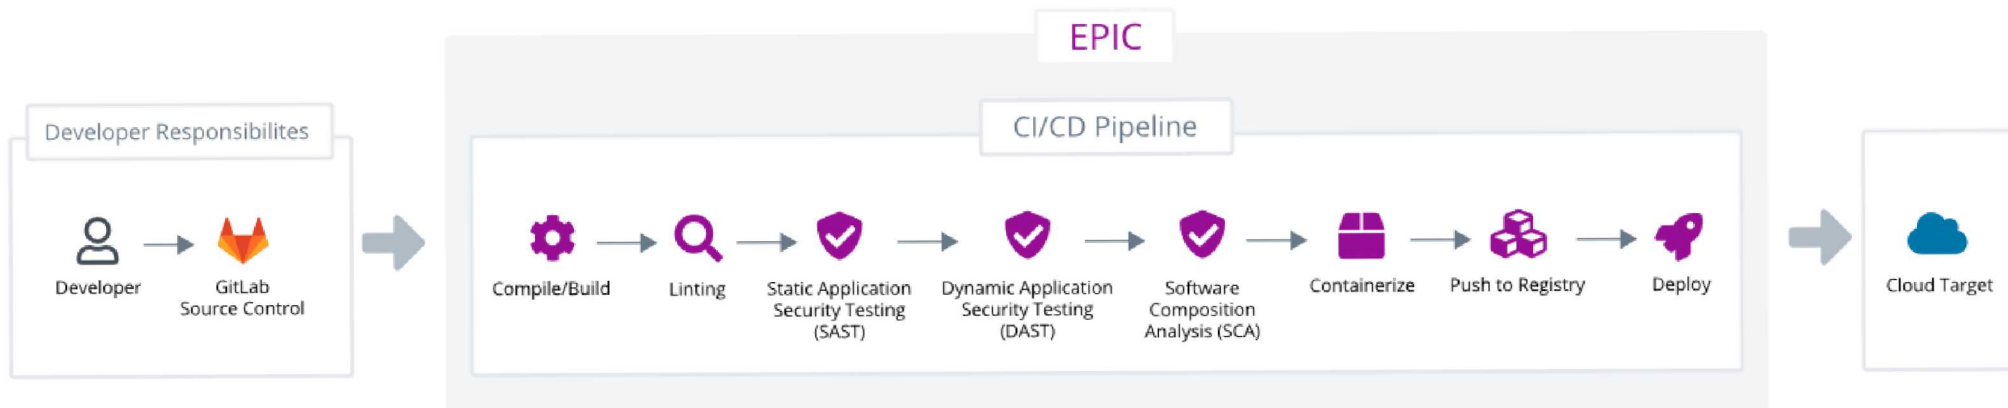 EPIC
Developer Responsibilites
CI/CD Pipeline
Developer
GitLab
Source Control
Compile/Build
Linting
Static Application
Security Testing
(SAST)
Dynamic Application
Security Testing
(DAST)
Software
Composition
Analysis (SCA)
Containerize
Push to Registry
Deploy
Cloud Target